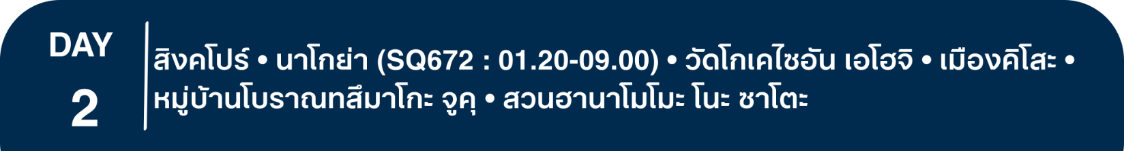 DAY
2
สิงคโปร์ • นาโกย่า (SQ672 : 01.20-09.00) • วัดโกเคไซอัน เอโฮจิ • เมืองคิโสะ •
หมู่บ้านโบราณทสึมาโกะ จูคุ • สวนฮานาโมโมะ โนะ ซาโตะ